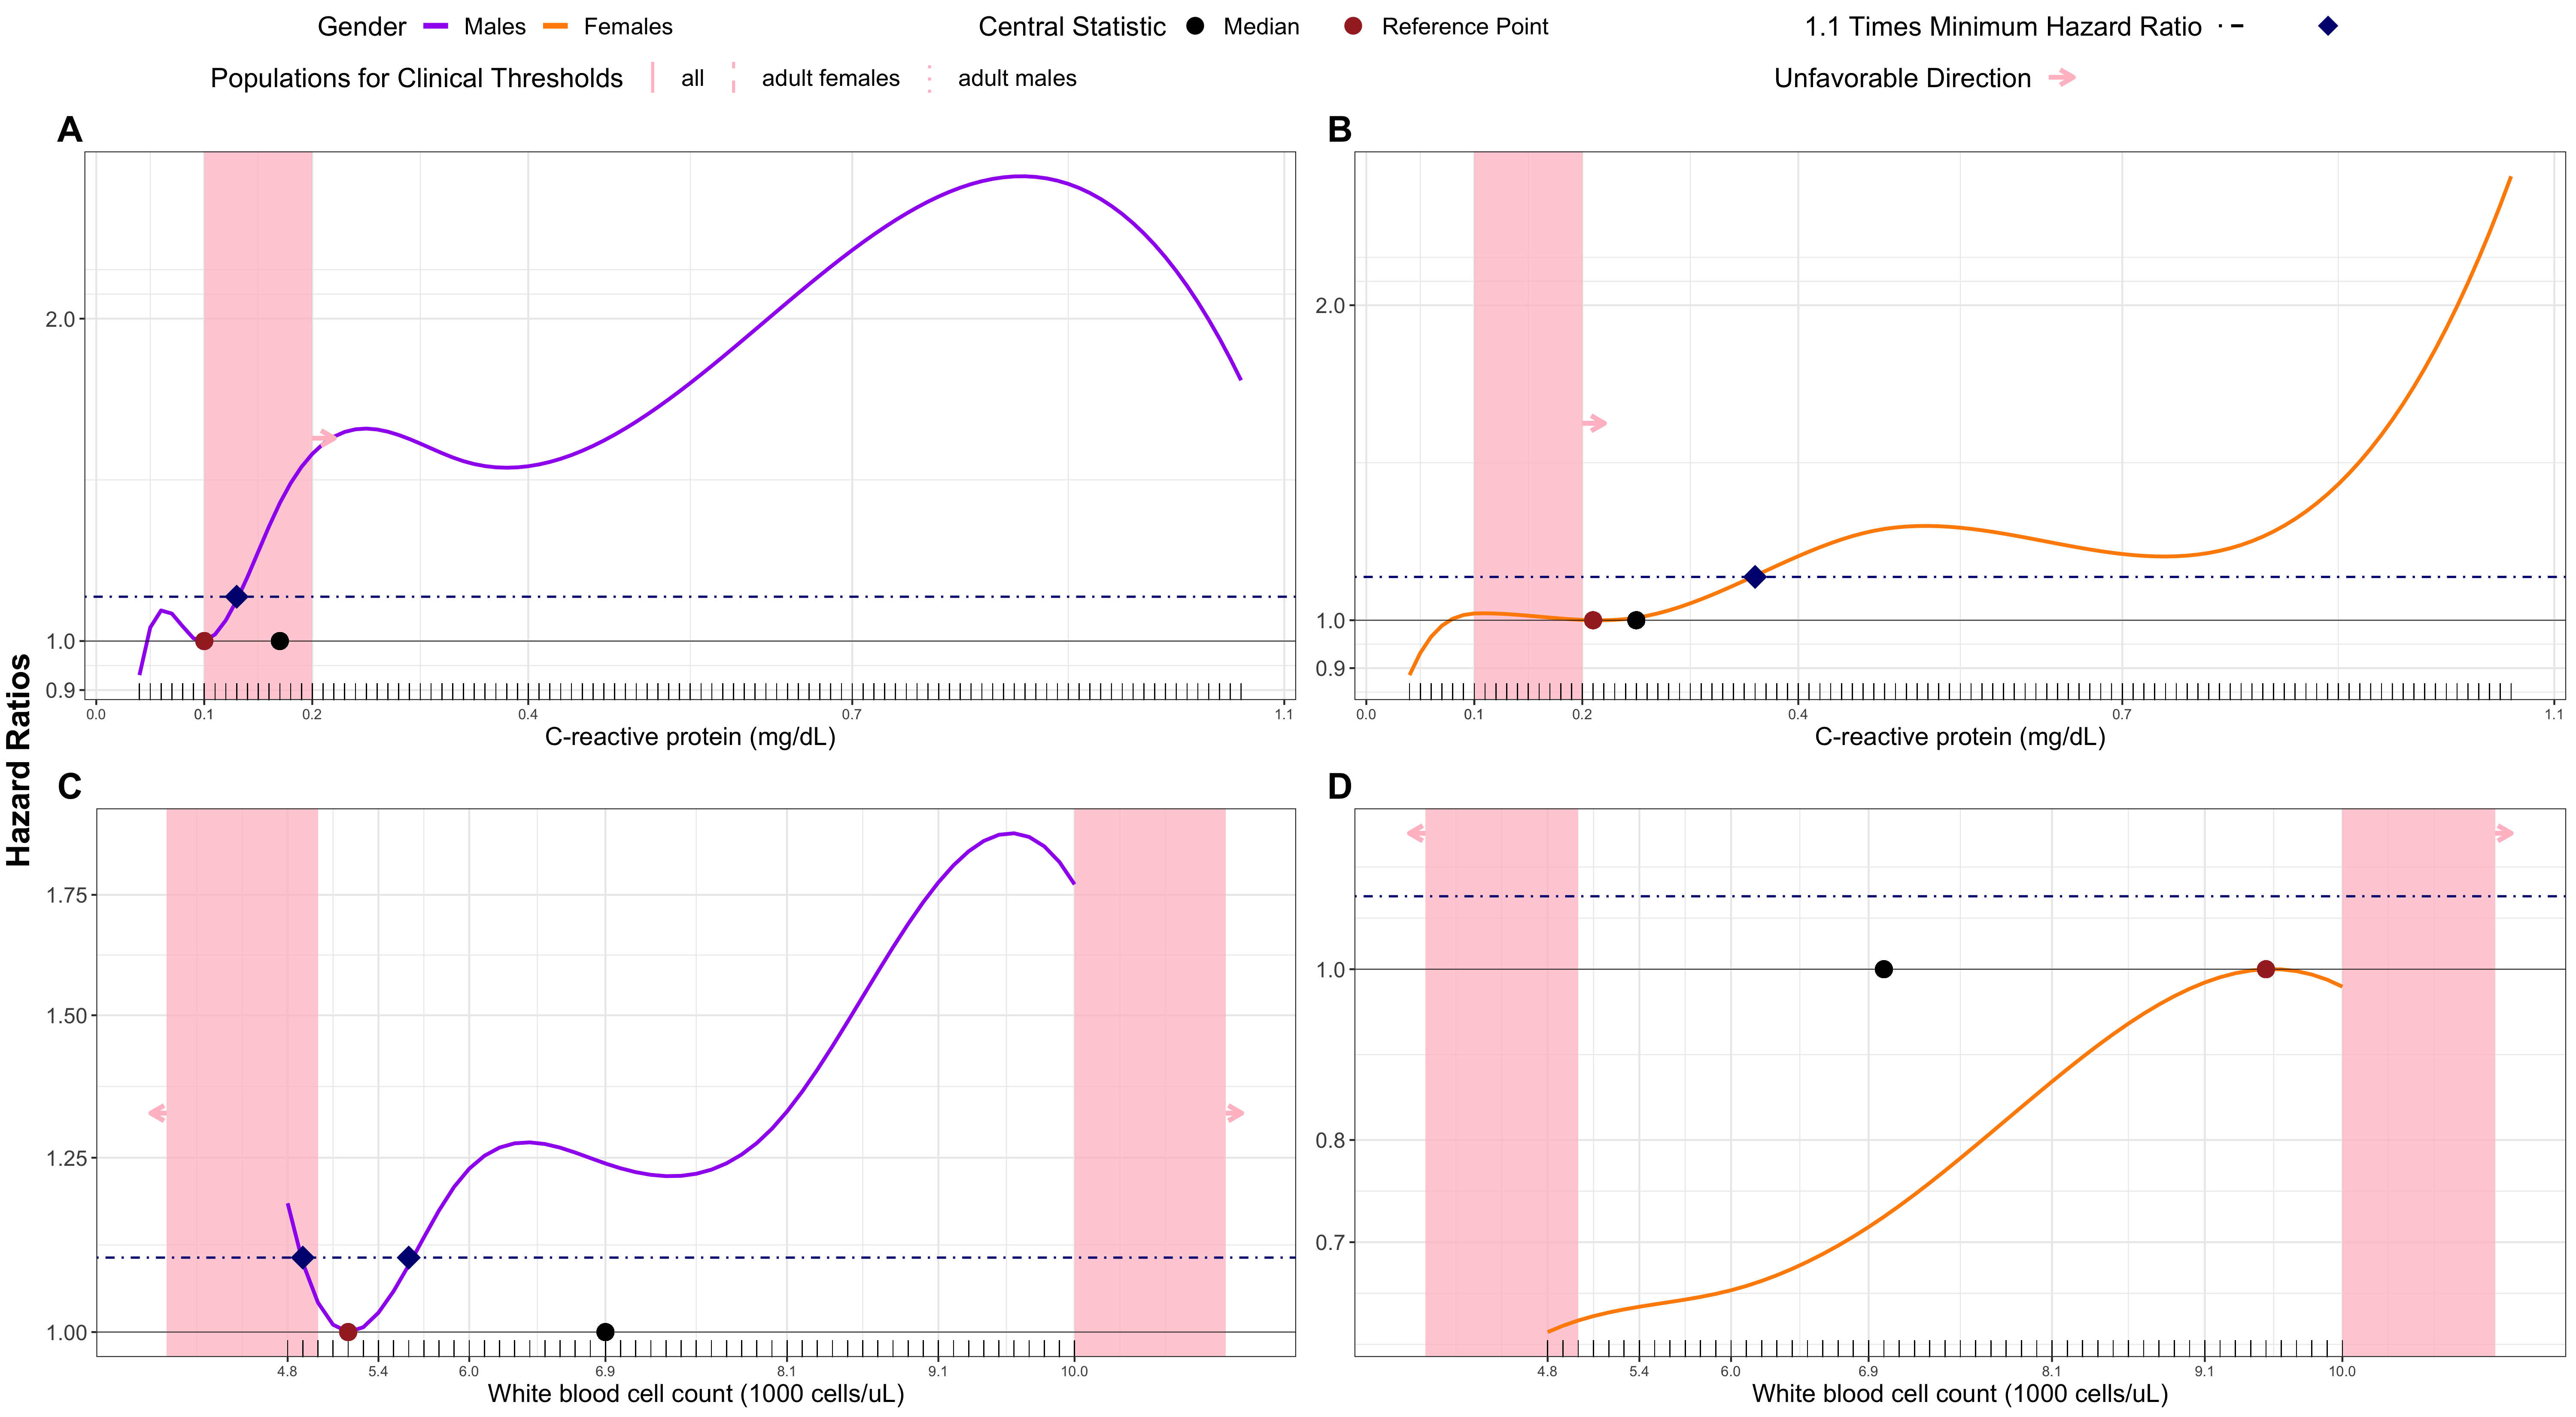 Gender Males Females Central Statistic Median Reference Point 1.1 Times Minimum Hazard Ratio
Populations for Clinical Thresholds all adult females adult males Unfavorable Direction
A
2.0
1.0
0.9
0.0 0.1 0.2 0.4 0.7 1.1
C-reactive protein (mg/dL)
B
2.0
1.0
0.9
0.0 0.1 0.2 0.4 0.7 1.1
C-reactive protein (mg/dL)
Hazard Ratios
C
1.75
1.50
1.25
1.00
4.8 5.4 6.0 6.9 8.1 9.1 10.0
White blood cell count (1000 cells/uL)
D
1.0
0.8
0.7
4.8 5.4 6.0 6.9 8.1 9.1 10.0
White blood cell count (1000 cells/uL)